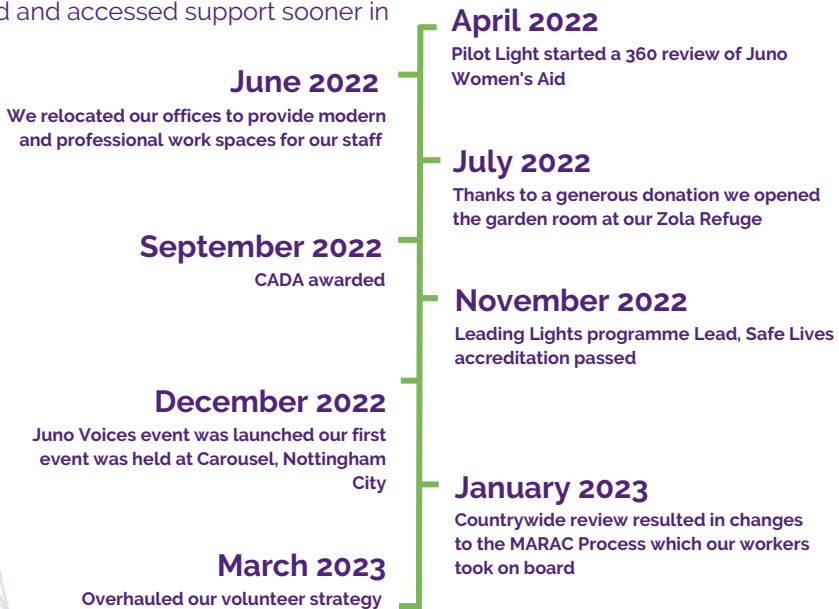 d and accessed support sooner in
April 2022
Pilot Light started a 360 review of Juno
Women's Aid
June 2022
We relocated our offices to provide modern
and professional work spaces for our staff
July 2022
Thanks to a generous donation we opened
the garden room at our Zola Refuge
September 2022
CADA awarded
November 2022
Leading Lights programme Lead, Safe Lives
accreditation passed
December 2022
Juno Voices event was launched our first
event was held at Carousel, Nottingham
City
January 2023
Countrywide review resulted in changes
to the MARAC Process which our workers
took on board
March 2023
Overhauled our volunteer strategy